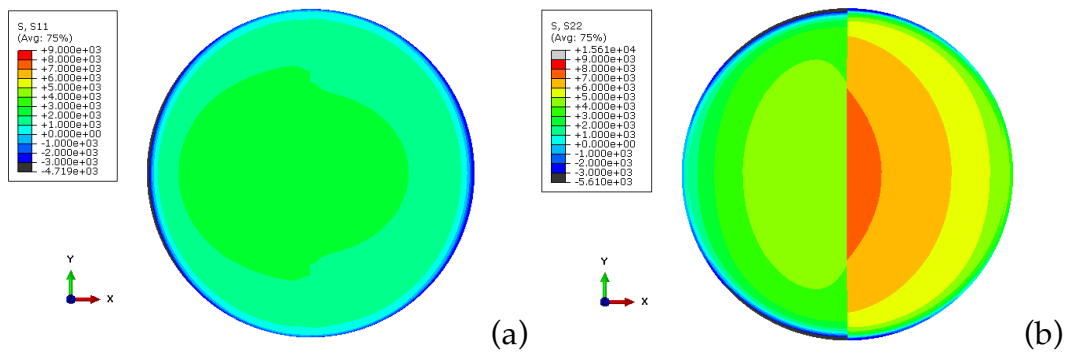 S, S11
(Avg: 75%)
+9.000e+03
+8.000e+03
+7.000e+03
+6.000e+03
+5.000e+03
+4.000e+03
+3.000e+03
+2.000e+03
+1.000e+03
+0.000e+00
-1.000e+03
-2.000e+03
-3.000e+03
-4.719e+03
Y
X
(a)
S, S22
(Avg: 75%)
+1.561e+04
+9.000e+03
+8.000e+03
+7.000e+03
+6.000e+03
+5.000e+03
+4.000e+03
+3.000e+03
+2.000e+03
+1.000e+03
+0.000e+00
-1.000e+03
-2.000e+03
-3.000e+03
-5.610e+03
Y
X
(b)